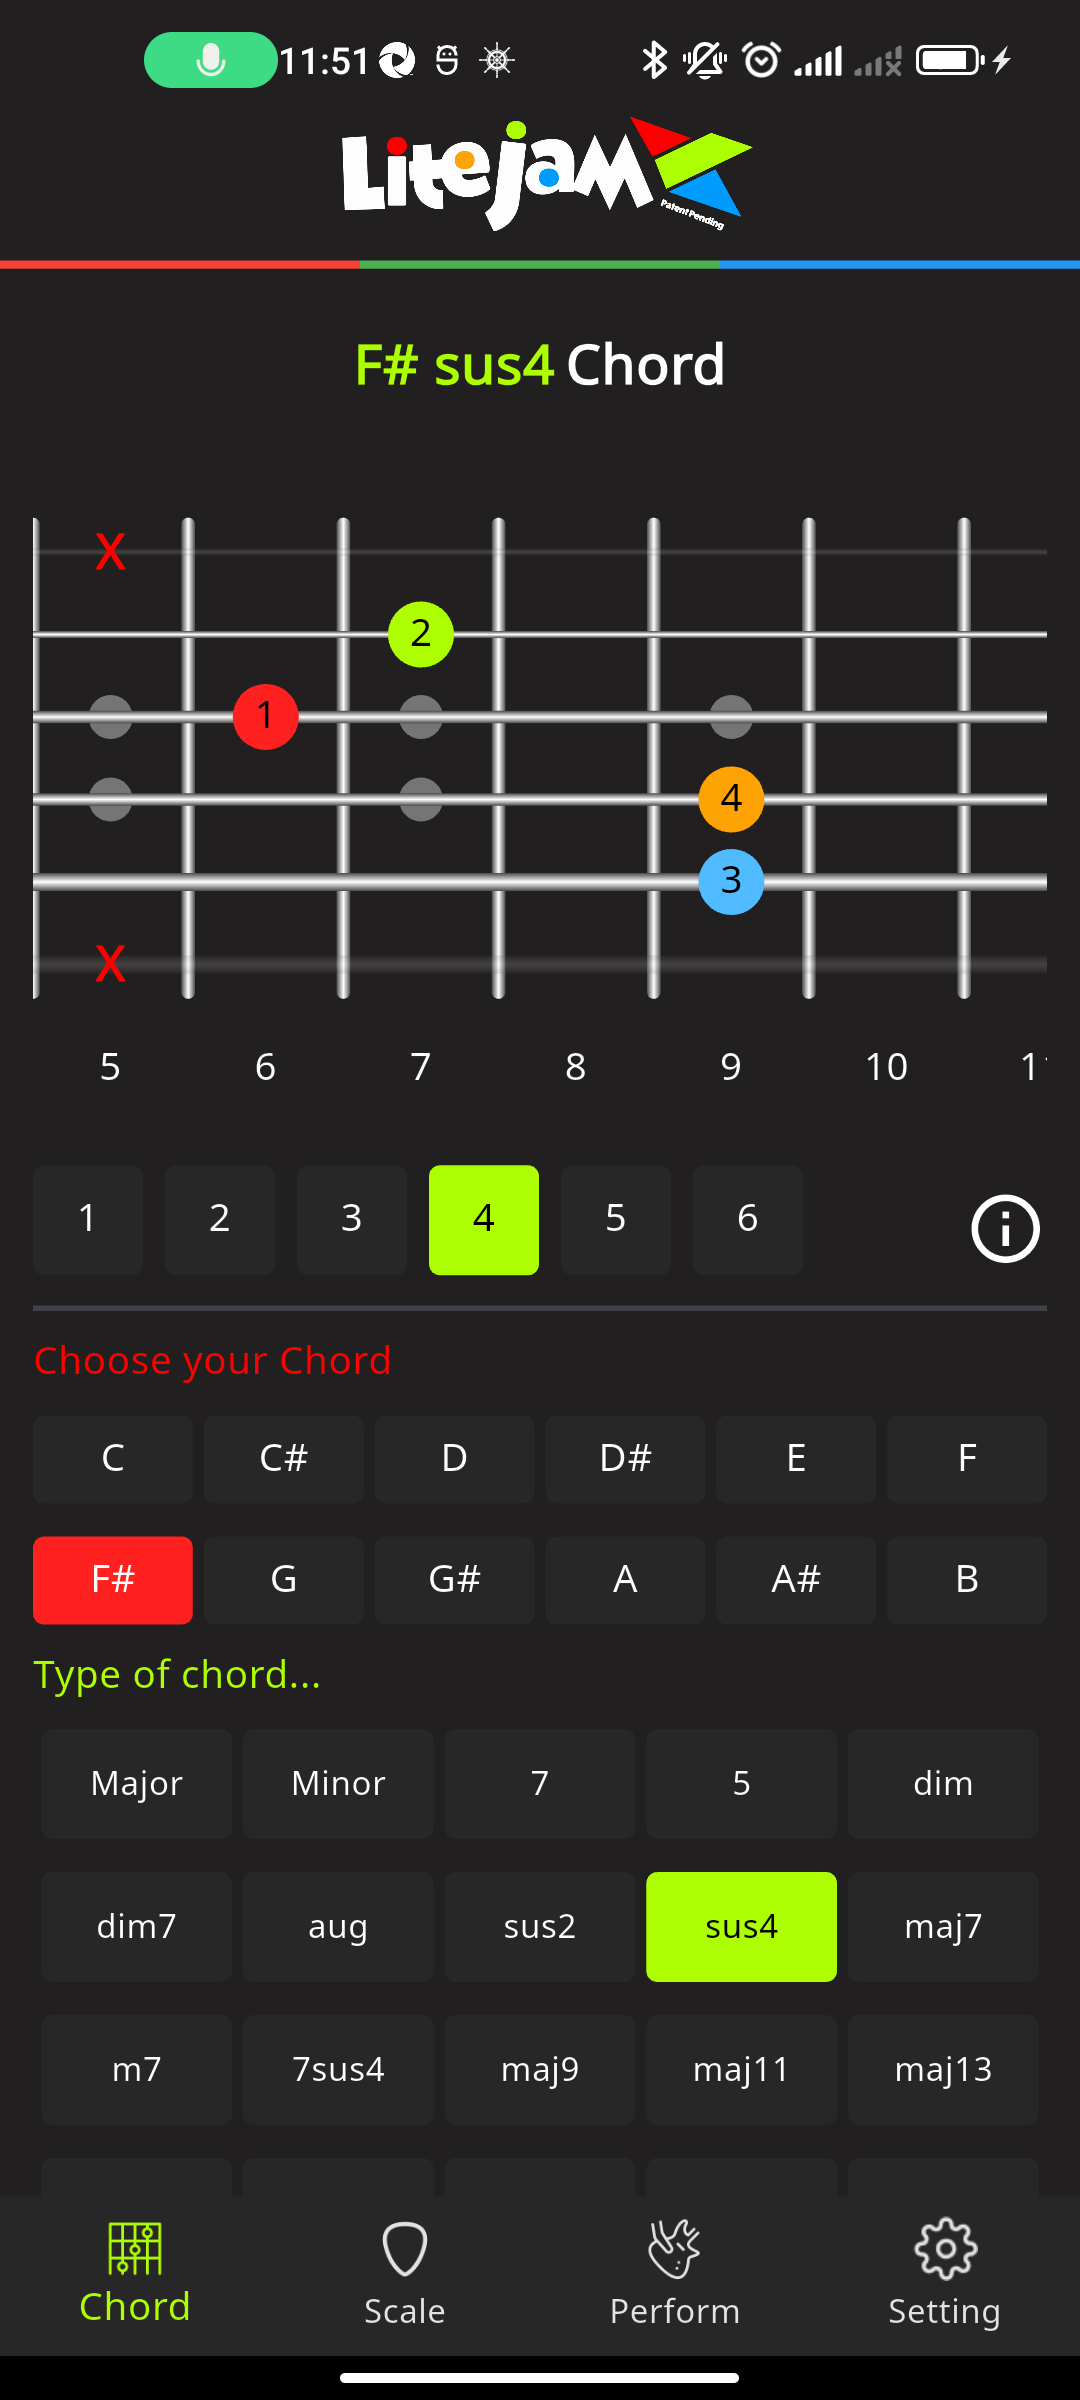 11:51
Litejam
Patent Pending
F# sus4 Chord
X
2
1
4
3
X
5 6 7 8 9 10 11
1 2 3 4 5 6
Choose your Chord
C C# D D# E F
F# G G# A A# B
Type of chord...
Major Minor 7 5 dim
dim7 aug sus2 sus4 maj7
m7 7sus4 maj9 maj11 maj13
Chord Scale Perform Setting